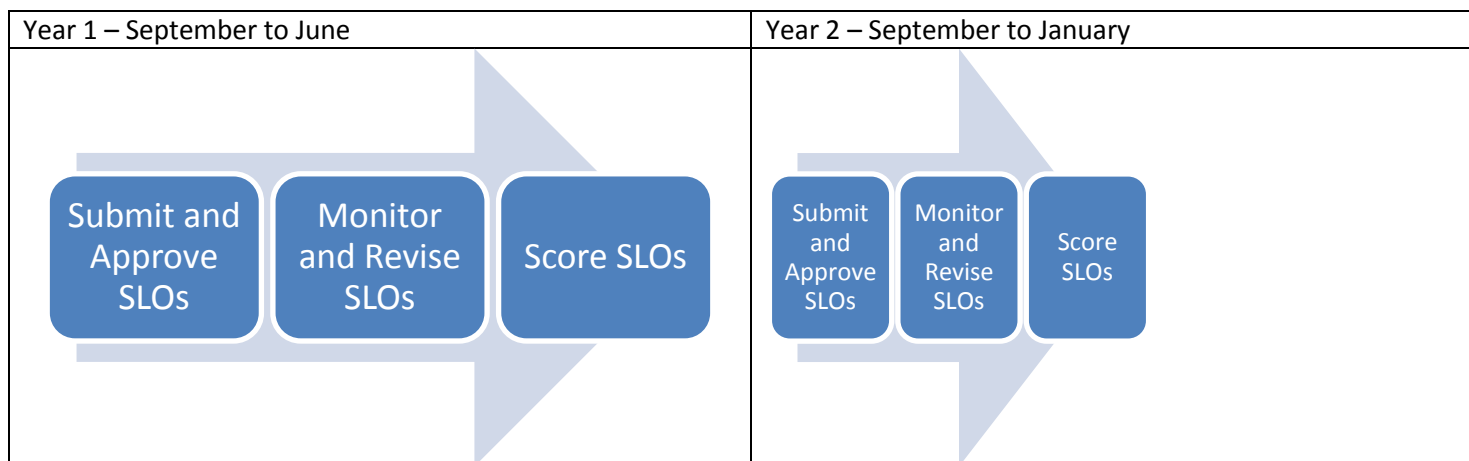 Year 1 – September to June
Year 2 – September to January
Submit and
Approve
SLOs
Monitor
and Revise
SLOs
Score SLOs
Submit
and
Approve
SLOs
Monitor
and
Revise
SLOs
Score
SLOs